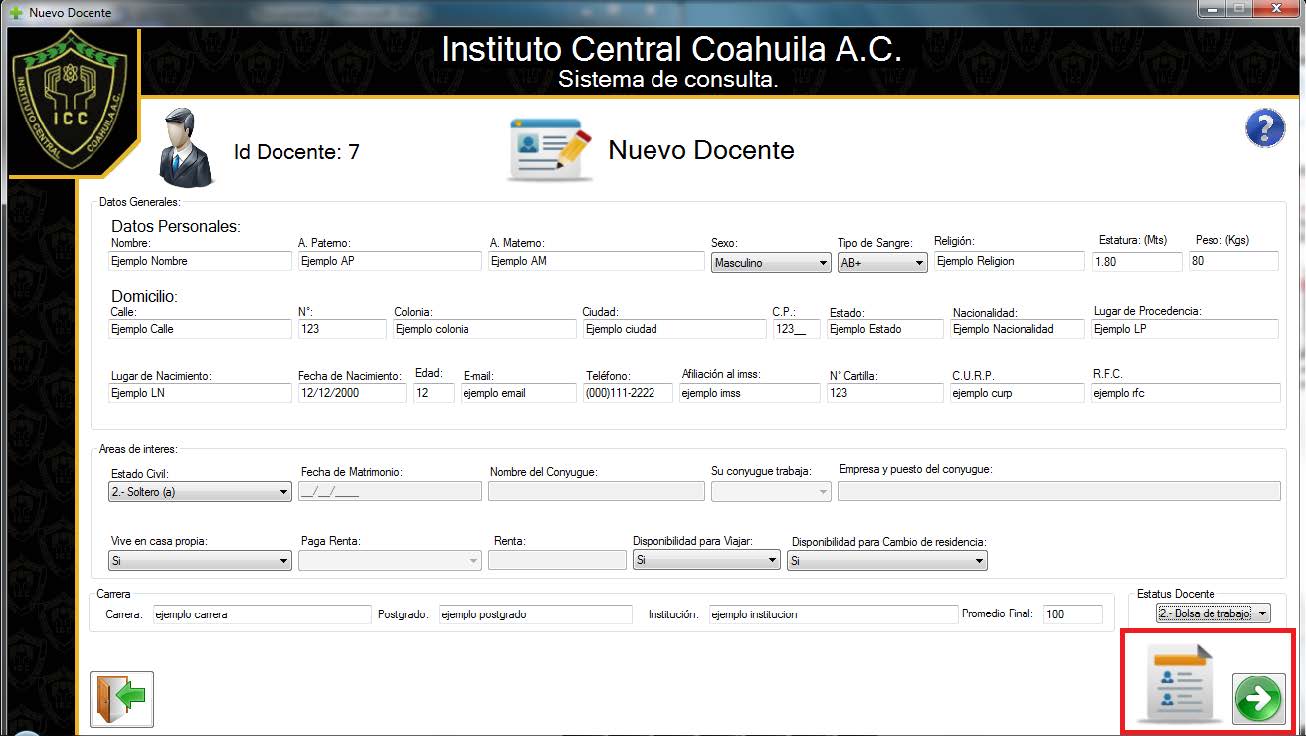 Nuevo Docente
Instituto Central Coahuila A.C.
Sistema de consulta.
INSTITUTO CENTRAL COAHUILA A.C.
ICC
Id Docente: 7
Nuevo Docente
?
Datos Generales:
Datos Personales:
Nombre: A. Paterno: A. Materno: Sexo: Tipo de Sangre: Religión: Estatura: (Mts) Peso: (Kgs)
Ejemplo Nombre Ejemplo AP Ejemplo AM Masculino AB+ Ejemplo Religion 1.80 80
Domicilio:
Calle: N°: Colonia: Ciudad: C.P.: Estado: Nacionalidad: Lugar de Procedencia:
Ejemplo Calle 123 Ejemplo colonia Ejemplo ciudad 123__ Ejemplo Estado Ejemplo Nacionalidad Ejemplo LP
Lugar de Nacimiento: Fecha de Nacimiento: Edad: E-mail: Teléfono: Afiliación al imss: N° Cartilla: C.U.R.P. R.F.C.
Ejemplo LN 12/12/2000 12 ejemplo email (000)111-2222 ejemplo imss 123 ejemplo curp ejemplo rfc
Areas de interes:
Estado Civil: Fecha de Matrimonio: Nombre del Conyugue: Su conyugue trabaja: Empresa y puesto del conyugue:
2.- Soltero (a) __/__/____
Vive en casa propia: Paga Renta: Renta: Disponibilidad para Viajar: Disponibilidad para Cambio de residencia:
Si Si Si
Carrera Estatus Docente
Carrera: ejemplo carrera Postgrado: ejemplo postgrado Institución: ejemplo institucion Promedio Final: 100 2.- Bolsa de trabajo